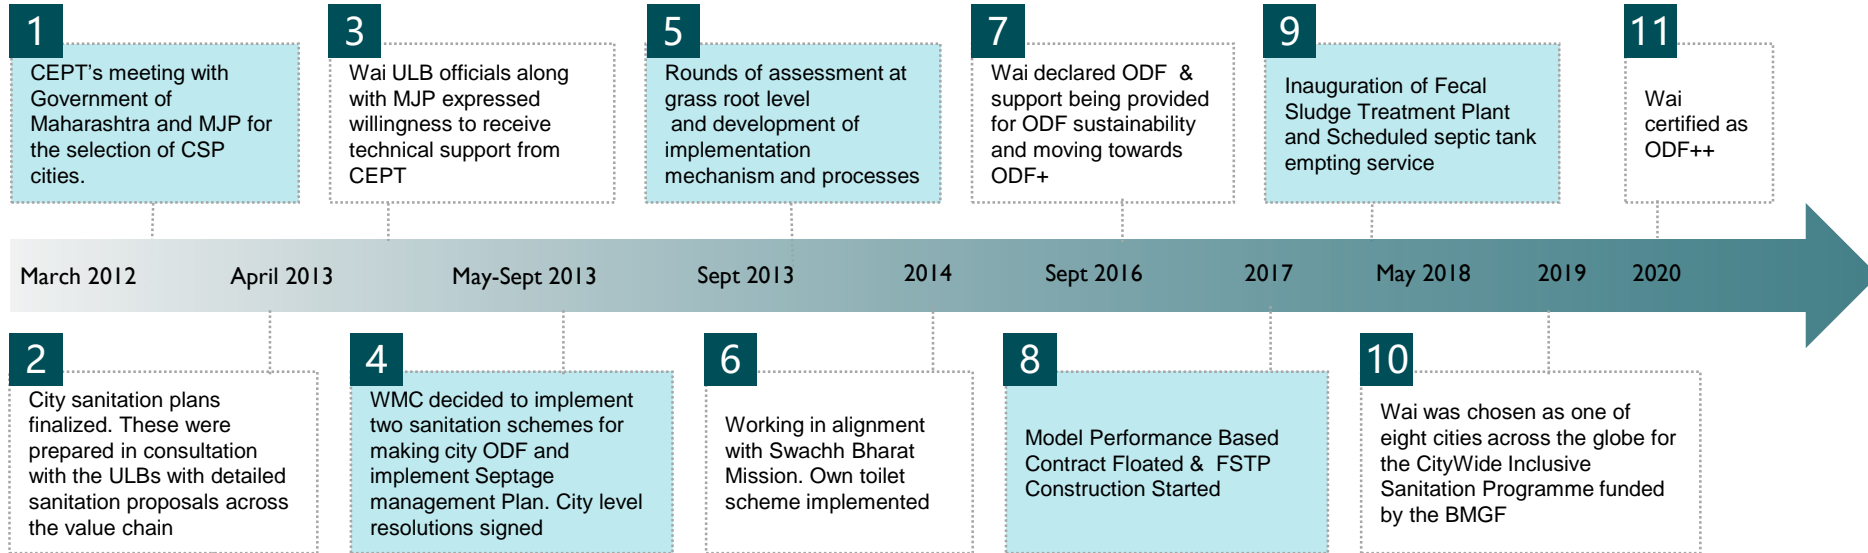 1
CEPT's meeting with
Government of
Maharashtra and MJP for
the selection of CSP
cities.
3
Wai ULB officials along
with MJP expressed
willingness to receive
technical support from
CEPT
5
Rounds of assessment at
grass root level
and development of
implementation
mechanism and processes
7
Wai declared ODF &
support being provided
for ODF sustainability
and moving towards
ODF+
9
Inauguration of Fecal
Sludge Treatment Plant
and Scheduled septic tank
empting service
11
Wai
certified as
ODF++
March 2012
April 2013
May-Sept 2013
Sept 2013
2014
Sept 2016
2017
May 2018
2019
2020
2
City sanitation plans
finalized. These were
prepared in consultation
with the ULBs with detailed
sanitation proposals across
the value chain
4
WMC decided to implement
two sanitation schemes for
making city ODF and
implement Septage
management Plan. City level
resolutions signed
6
Working in alignment
with Swachh Bharat
Mission. Own toilet
scheme implemented
8
Model Performance Based
Contract Floated & FSTP
Construction Started
10
Wai was chosen as one of
eight cities across the globe for
the CityWide Inclusive
Sanitation Programme funded
by the BMGF